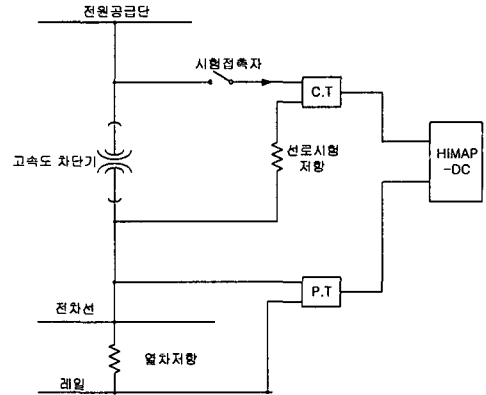 전원공급단
시험접촉자
C.T
고속도 차단기
선로시험
저항
HiMAP
-DC
P.T
전차선
열차저항
레일